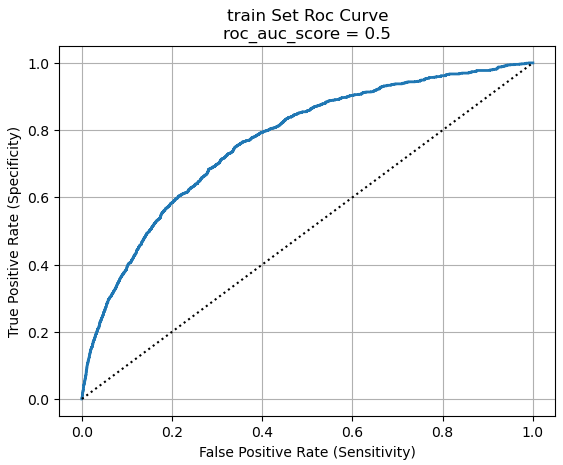 train Set Roc Curve
roc_auc_score = 0.5
1.0
0.8
0.6
0.4
0.2
0.0
True Positive Rate (Specificity)
0.0 0.2 0.4 0.6 0.8 1.0
False Positive Rate (Sensitivity)